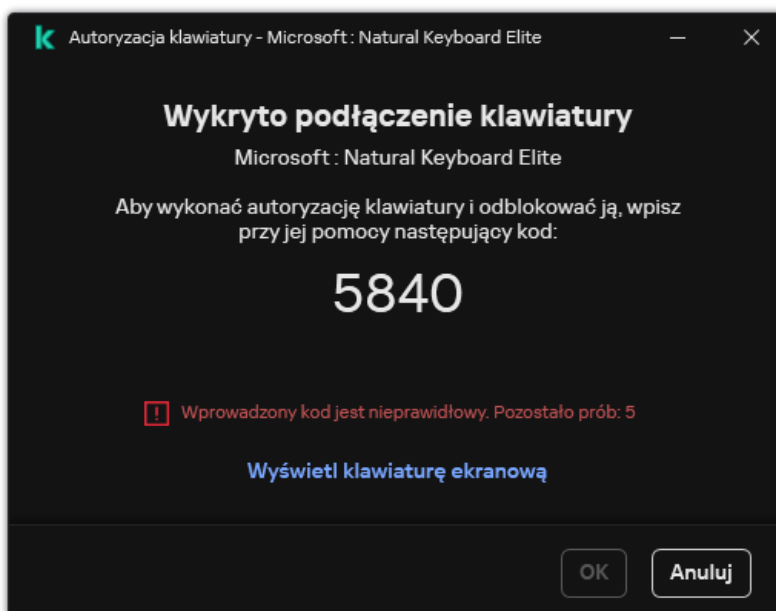 Autoryzacja klawiatury - Microsoft : Natural Keyboard Elite
Wykryto podłączenie klawiatury
Microsoft : Natural Keyboard Elite
Aby wykonać autoryzację klawiatury i odblokować ją, wpisz
przy jej pomocy następujący kod:
5840
Wprowadzony kod jest nieprawidłowy. Pozostało prób: 5
Wyświetl klawiaturę ekranową
OK
Anuluj